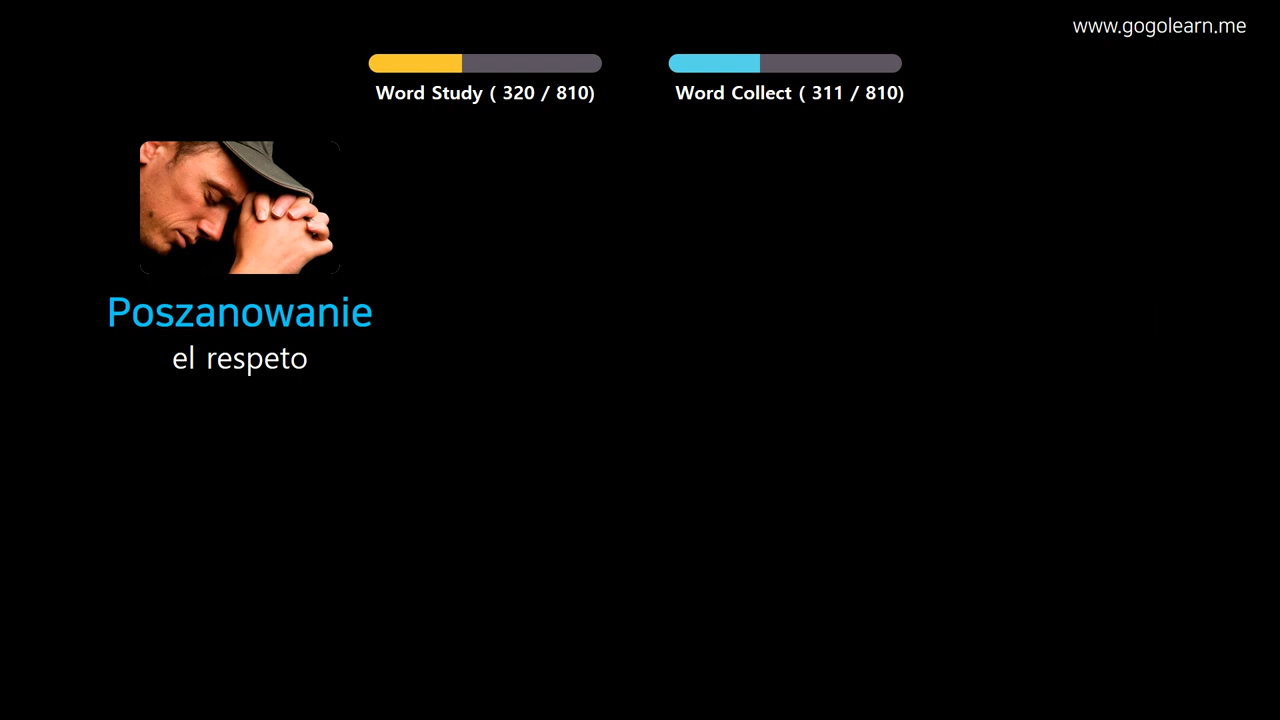 www.gogolearn.me
Word Study ( 320 / 810)
Word Collect ( 311 / 810)
Poszanowanie
el respeto